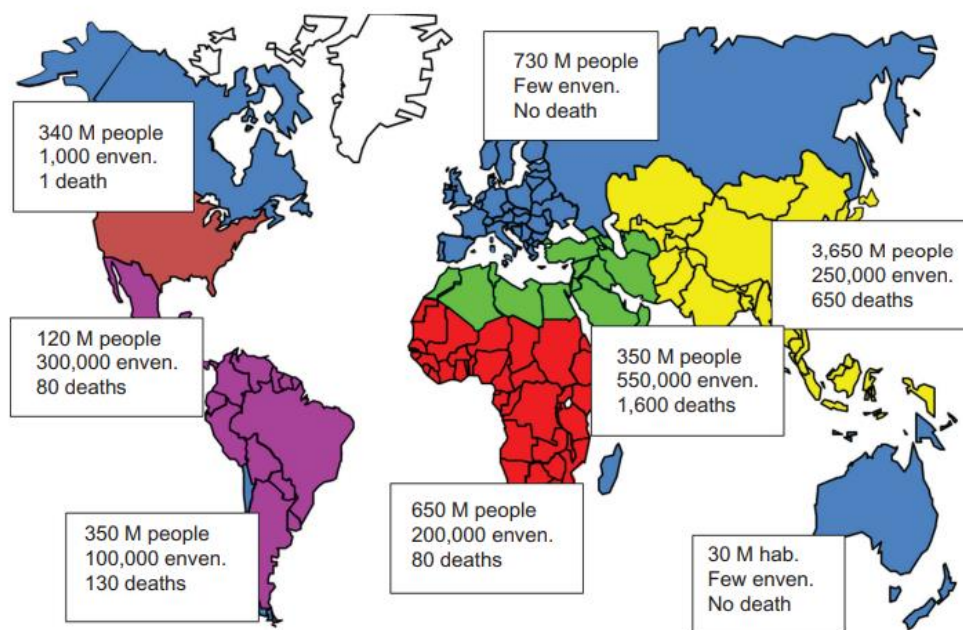 730 M people
Few enven.
No death
340 M people
1,000 enven.
1 death
3,650 M people
250,000 enven.
650 deaths
120 M people
300,000 enven.
80 deaths
350 M people
550,000 enven.
1,600 deaths
350 M people
100,000 enven.
130 deaths
650 M people
200,000 enven.
80 deaths
30 M hab.
Few enven.
No death